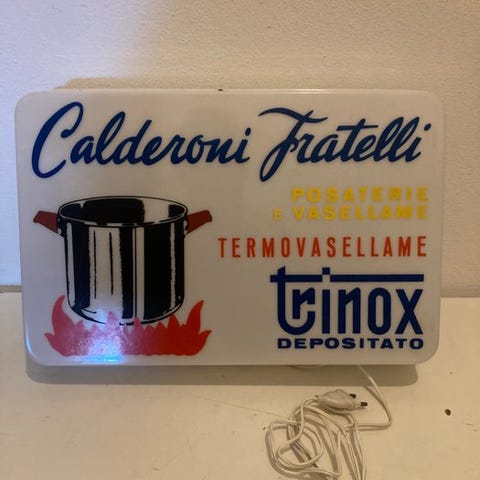 Calderoni Fratelli
POSATERIE
E VASELLAME
TERMOVASELLAME
trinox
DEPOSITATO